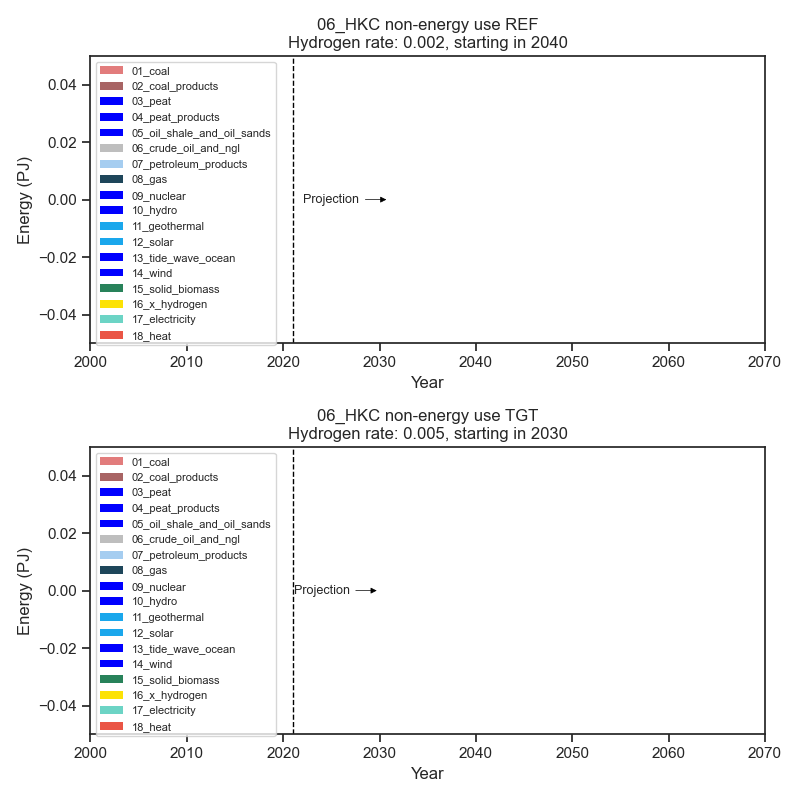 06_HKC non-energy use REF
Hydrogen rate: 0.002, starting in 2040
0.04
0.02
0.00
−0.02
−0.04
Energy (PJ)
01_coal
02_coal_products
03_peat
04_peat_products
05_oil_shale_and_oil_sands
06_crude_oil_and_ngl
07_petroleum_products
08_gas
09_nuclear
10_hydro
11_geothermal
12_solar
13_tide_wave_ocean
14_wind
15_solid_biomass
16_x_hydrogen
17_electricity
18_heat
Projection
2000 2010 2020 2030 2040 2050 2060 2070
Year
06_HKC non-energy use TGT
Hydrogen rate: 0.005, starting in 2030
0.04
0.02
0.00
−0.02
−0.04
Energy (PJ)
01_coal
02_coal_products
03_peat
04_peat_products
05_oil_shale_and_oil_sands
06_crude_oil_and_ngl
07_petroleum_products
08_gas
09_nuclear
10_hydro
11_geothermal
12_solar
13_tide_wave_ocean
14_wind
15_solid_biomass
16_x_hydrogen
17_electricity
18_heat
Projection
2000 2010 2020 2030 2040 2050 2060 2070
Year